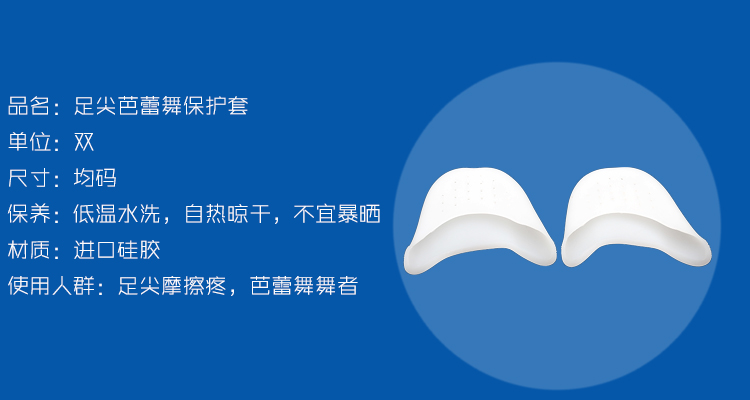 品名：足尖芭蕾舞保护套
单位：双
尺寸：均码
保养：低温水洗，自热晾干，不宜暴晒
材质：进口硅胶
使用人群：足尖摩擦疼，芭蕾舞舞者